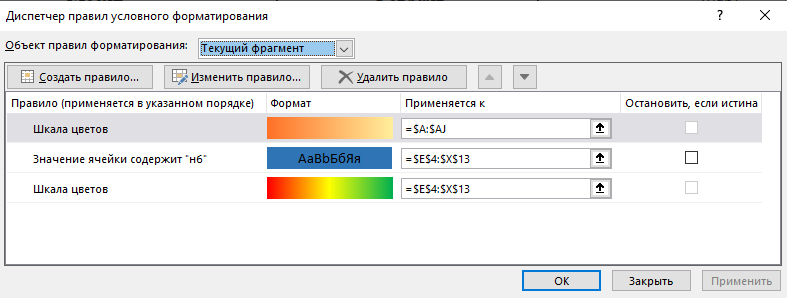 Диспетчер правил условного форматирования
Объект правил форматирования: Текущий фрагмент
Создать правило... Изменить правило... Удалить правило
Правило (применяется в указанном порядке) Формат Применяется к Остановить, если истина
Шкала цветов =$A:$AJ
Значение ячейки содержит "нб" АаВbБбЯя =$E$4:$X$13
Шкала цветов =$E$4:$X$13
ОК Закрыть Применить